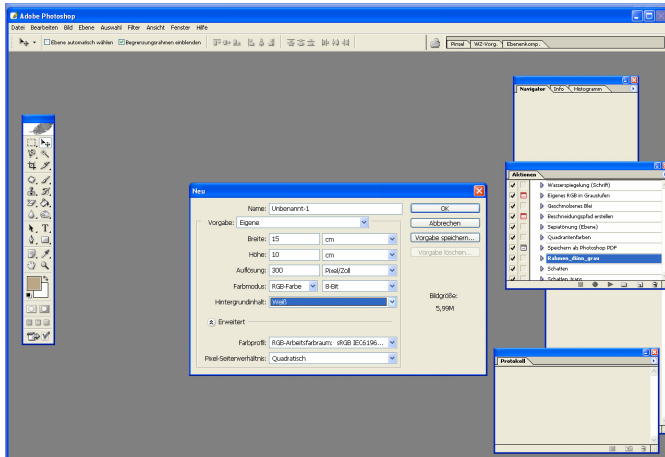 Adobe Photoshop
Datei Bearbeiten Bild Ebene Auswahl Filter Ansicht Fenster Hilfe
Ebene automatisch wählen Begrenzungsrahmen einblenden
Pinsel WZ-Vorg. Ebenenkomp.
Navigator Info Histogramm
Aktionen
Wasserspiegelung (Schrift)
Eigenes RGB in Graustufen
Geschmolzenes Blei
Beschneidungspfad erstellen
Sepiatönung (Ebene)
Quadrantenfarben
Speichern als Photoshop PDF
Rahmen_dünn_grau
Schatten
Neu
Name: Unbenannt-1
OK
Vorgabe: Eigene
Abbrechen
Breite: 15 cm
Vorgabe speichern...
Höhe: 10 cm
Vorgabe löschen...
Auflösung: 300 Pixel/Zoll
Farbmodus: RGB-Farbe 8-Bit
Hintergrundinhalt: Weiß
Bildgröße:
5,99M
Erweitert
Farbprofil: RGB-Arbeitsfarbraum: sRGB IEC6196...
Pixel-Seitenverhältnis: Quadratisch
Protokoll